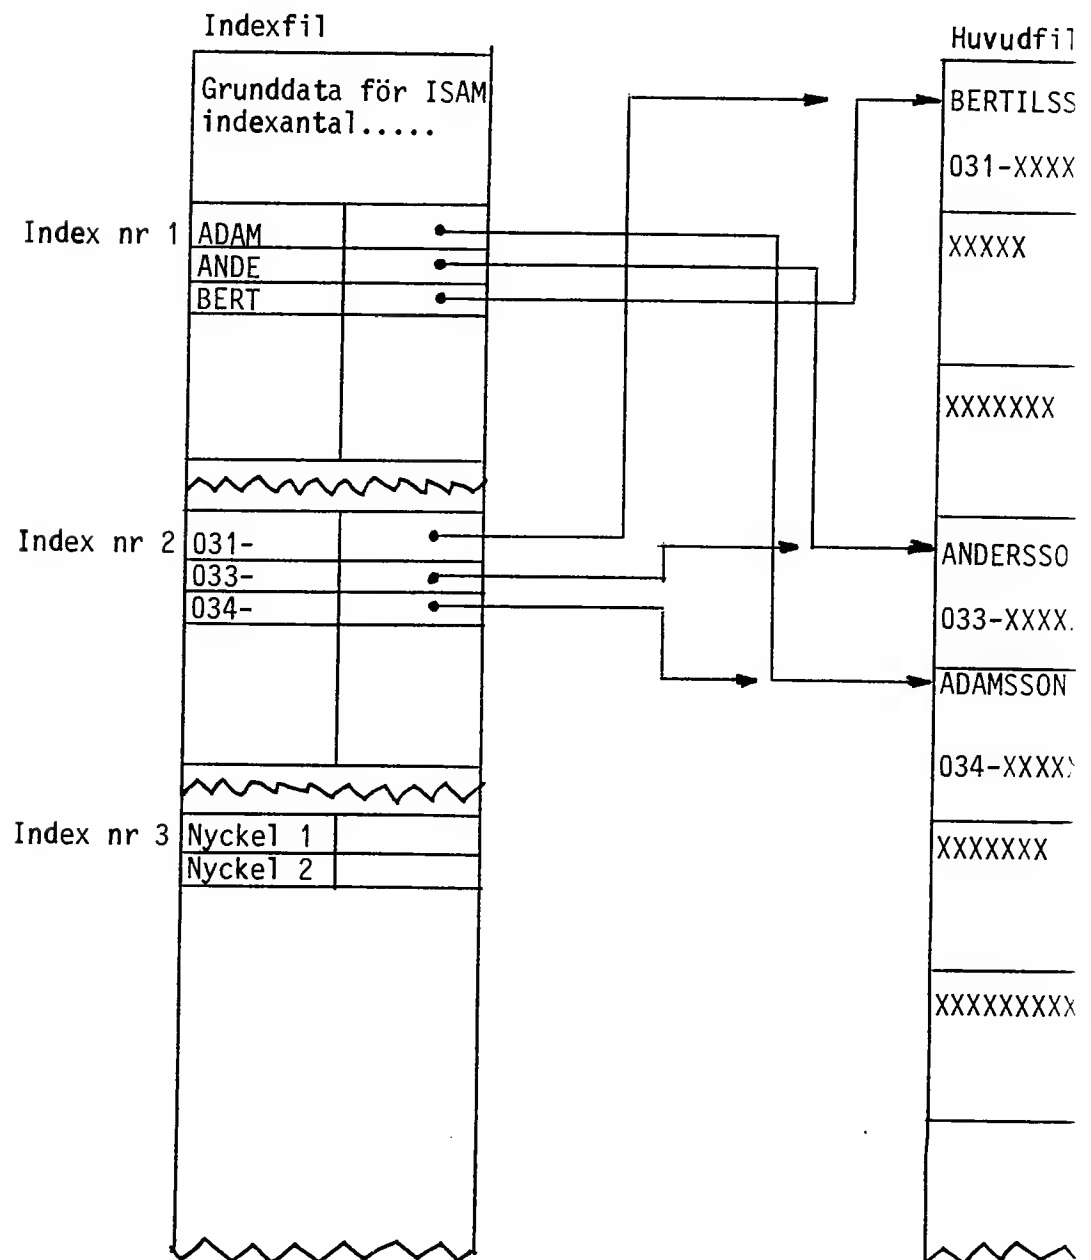 Indexfil
Grunddata för ISAM
indexantal.....
Index nr 1
ADAM
ANDE
BERT
Index nr 2
031-
033-
034-
Index nr 3
Nyckel 1
Nyckel 2
Huvudfil
BERTILSS
031-XXXX
XXXXX
XXXXXXX
ANDERSSO
033-XXXX.
ADAMSSON
034-XXXX
XXXXXXX
XXXXXXXXX